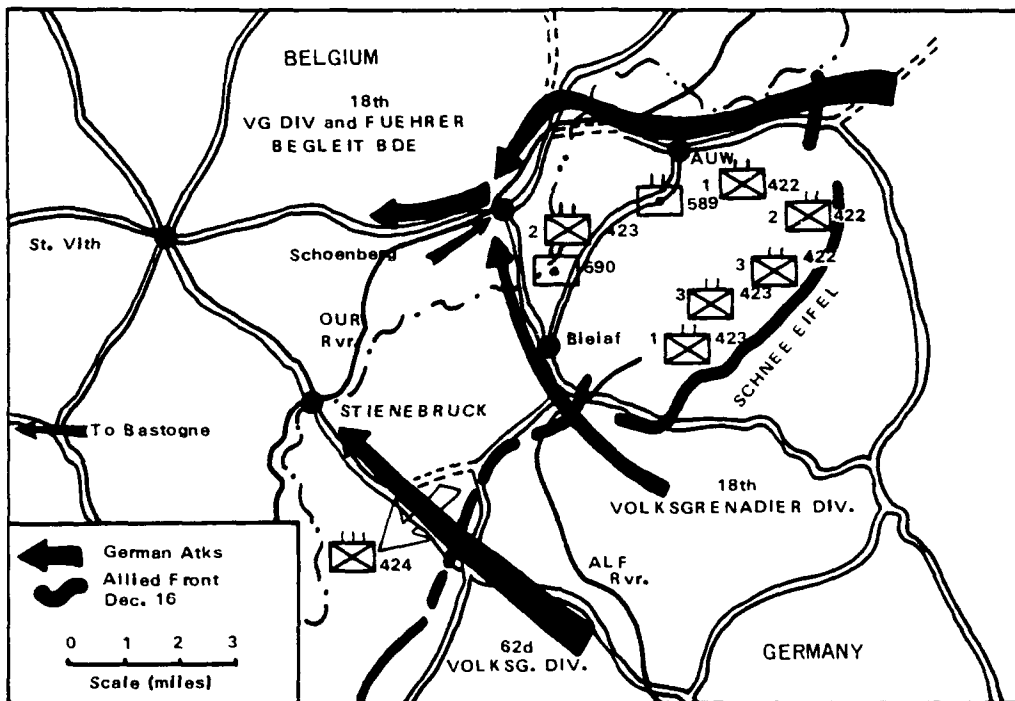 BELGIUM
18th
VG DIV and FUEHRER
BEGLEIT BDE
AUW
1
422
589
2
422
2
423
St. Vith
Schoenberg
690
3
422
3
423
OUR
Rvr.
Bleiaf
1
423
SCHNEE EIFEL
STIENEBRUCK
To Bastogne
18th
VOLKSGRENADIER DIV.
German Atks
Allied Front
Dec. 16
424
ALF
Rvr.
0 1 2 3
Scale (miles)
62d
VOLKSG. DIV.
GERMANY